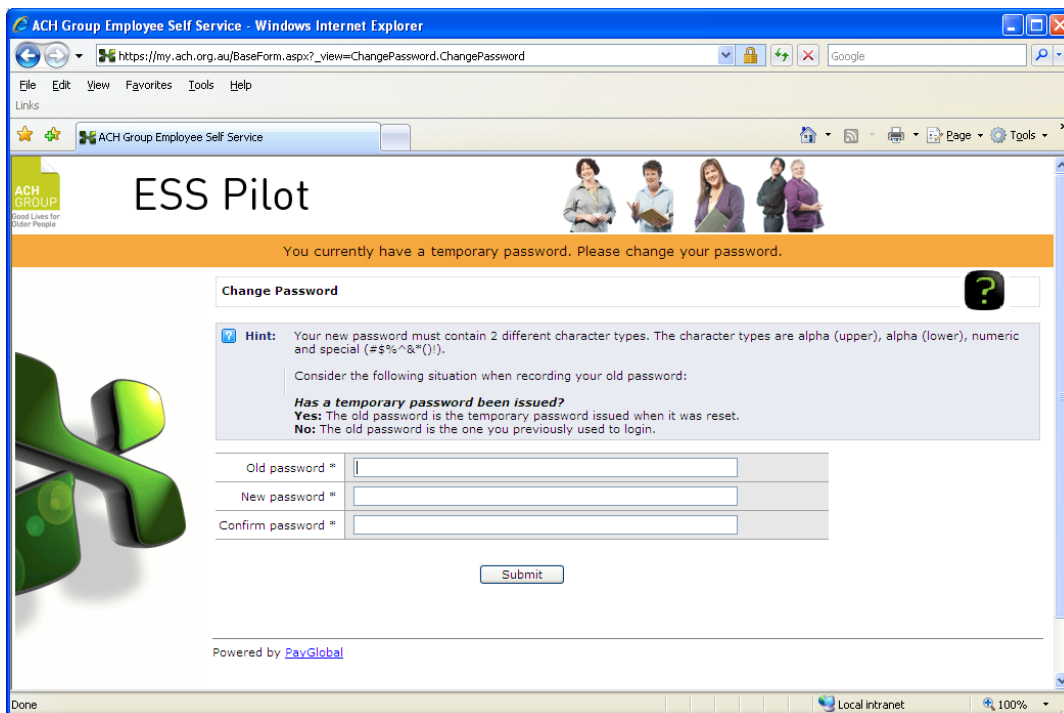 ACH Group Employee Self Service - Windows Internet Explorer
https://my.ach.org.au/BaseForm.aspx?_view=ChangePassword.ChangePassword
Google
File Edit View Favorites Tools Help
Links
ACH Group Employee Self Service
Page Tools
ACH
GROUP
Good Lives for
Older People
ESS Pilot
You currently have a temporary password. Please change your password.
Change Password
?
Hint: Your new password must contain 2 different character types. The character types are alpha (upper), alpha (lower), numeric
and special (#$%^&*()!).
Consider the following situation when recording your old password:
Has a temporary password been issued?
Yes: The old password is the temporary password issued when it was reset.
No: The old password is the one you previously used to login.
Old password *
New password *
Confirm password *
Submit
Powered by PayGlobal
Done
Local intranet
100%